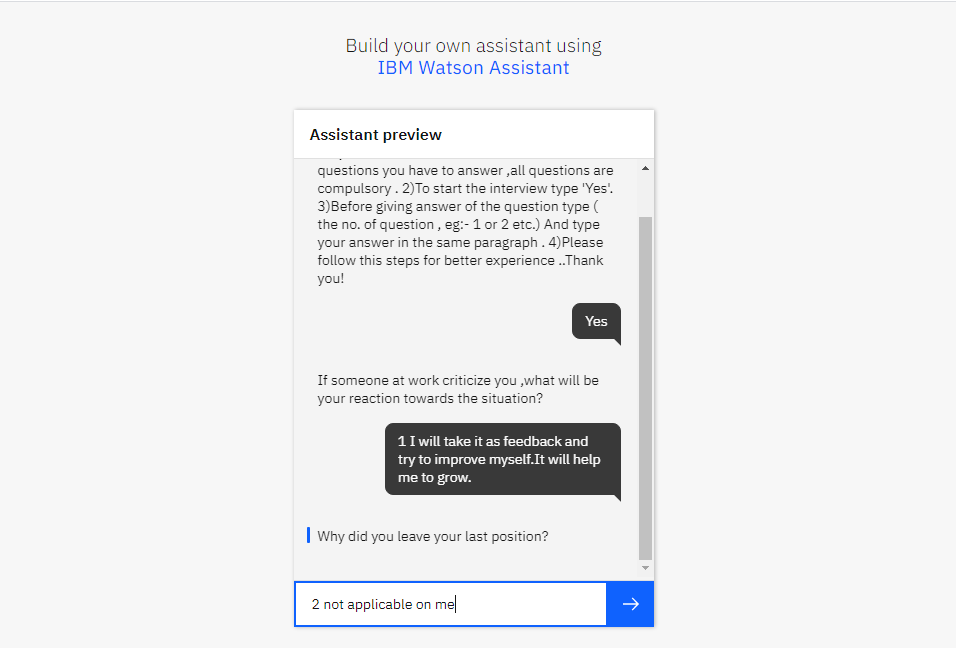 Build your own assistant using
IBM Watson Assistant
Assistant preview
questions you have to answer ,all questions are
compulsory . 2)To start the interview type 'Yes'.
3)Before giving answer of the question type (
the no. of question , eg:- 1 or 2 etc.) And type
your answer in the same paragraph . 4)Please
follow this steps for better experience ..Thank
you!
Yes
If someone at work criticize you ,what will be
your reaction towards the situation?
1 I will take it as feedback and
try to improve myself.It will help
me to grow.
Why did you leave your last position?
2 not applicable on me